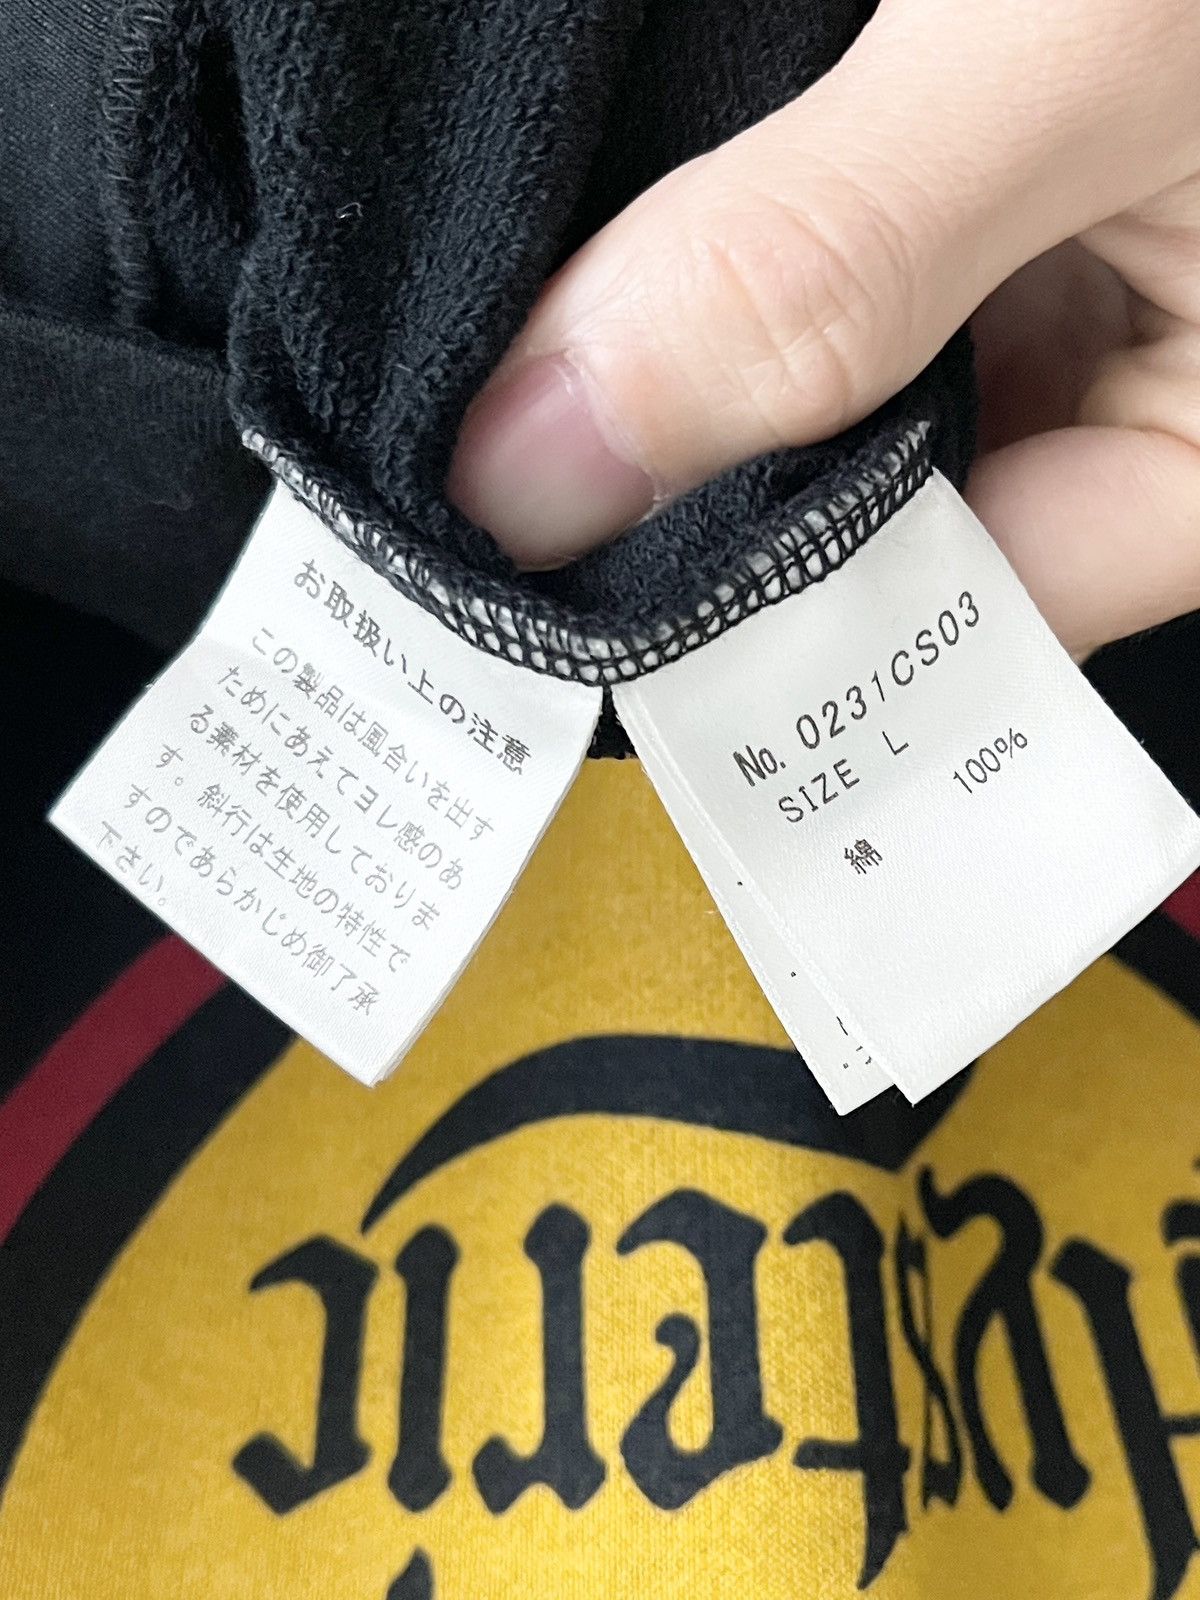 お取扱い上の注意
この製品は風合いを出す
ためにあえてヨレ感のあ
る素材を使用しておりま
す。斜行は生地の特性で
すのであらかじめ御了承
下さい。
No. 0231CS03
SIZE L
綿 100%